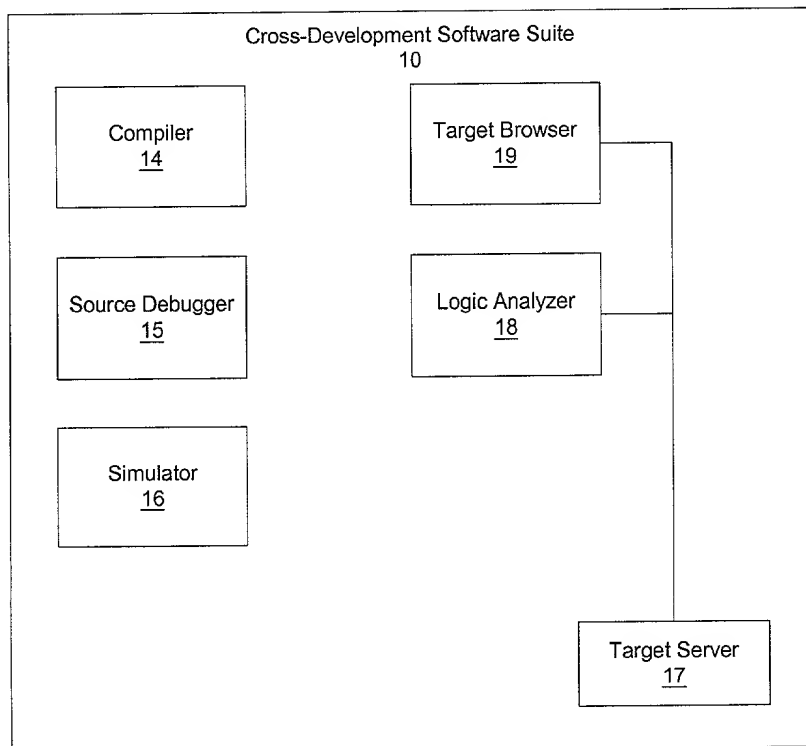 Cross-Development Software Suite
10
Compiler
14
Target Browser
19
Source Debugger
15
Logic Analyzer
18
Simulator
16
Target Server
17